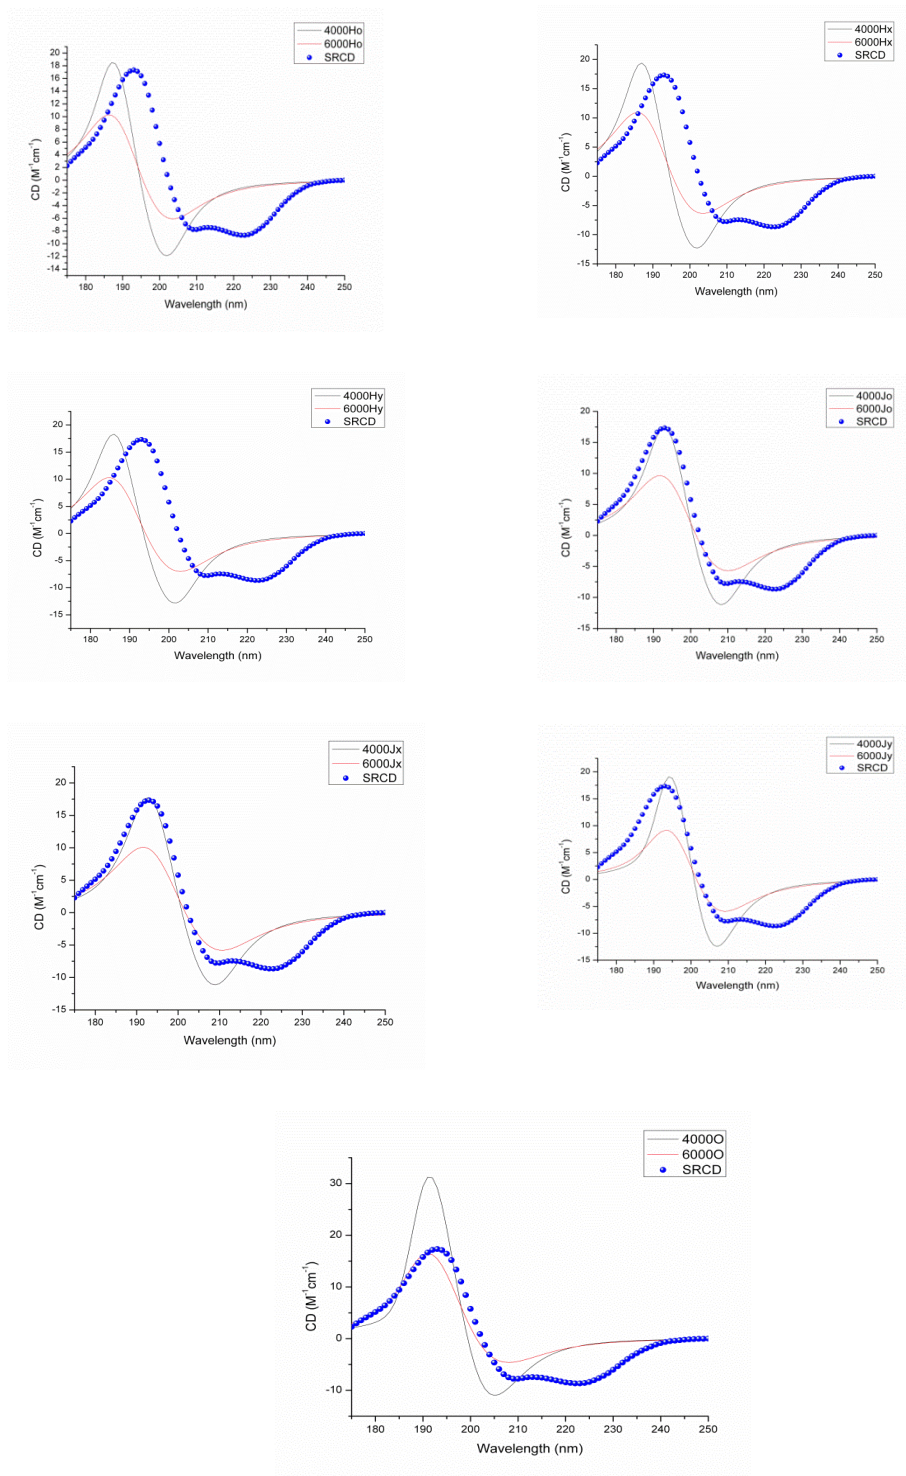 4000Ho
6000Ho
SRCD
20
18
16
14
12
10
8
6
4
2
0
-2
-4
-6
-8
-10
-12
-14
CD (M⁻¹cm⁻¹)
180 190 200 210 220 230 240 250
Wavelength (nm)
4000Hx
6000Hx
SRCD
20
15
10
5
0
-5
-10
-15
CD (M⁻¹cm⁻¹)
180 190 200 210 220 230 240 250
Wavelength (nm)
4000Hy
6000Hy
SRCD
20
15
10
5
0
-5
-10
-15
CD (M⁻¹cm⁻¹)
180 190 200 210 220 230 240 250
Wavelength (nm)
4000Jo
6000Jo
SRCD
20
15
10
5
0
-5
-10
-15
CD (M⁻¹cm⁻¹)
180 190 200 210 220 230 240 250
Wavelength (nm)
4000Jx
6000Jx
SRCD
20
15
10
5
0
-5
-10
-15
CD (M⁻¹cm⁻¹)
180 190 200 210 220 230 240 250
Wavelength (nm)
4000Jy
6000Jy
SRCD
20
15
10
5
0
-5
-10
-15
CD (M⁻¹cm⁻¹)
180 190 200 210 220 230 240 250
Wavelength (nm)
4000O
6000O
SRCD
30
20
10
0
-10
CD (M⁻¹cm⁻¹)
180 190 200 210 220 230 240 250
Wavelength (nm)